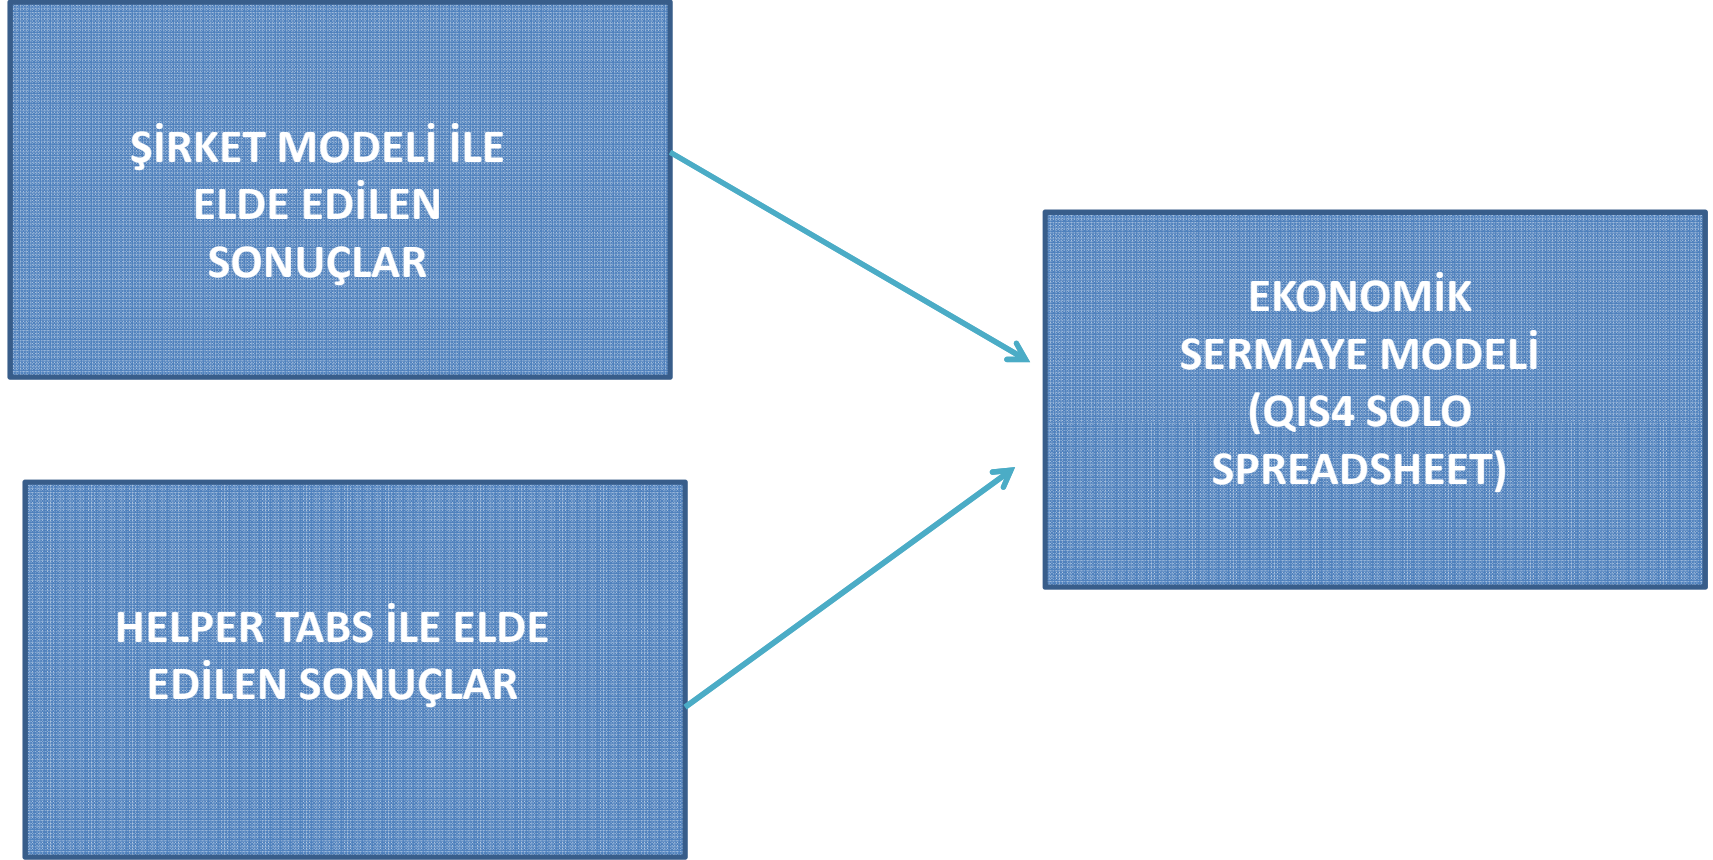 ŞİRKET MODELİ İLE
ELDE EDİLEN
SONUÇLAR
HELPER TABS İLE ELDE
EDİLEN SONUÇLAR
EKONOMİK
SERMAYE MODELİ
(QIS4 SOLO
SPREADSHEET)